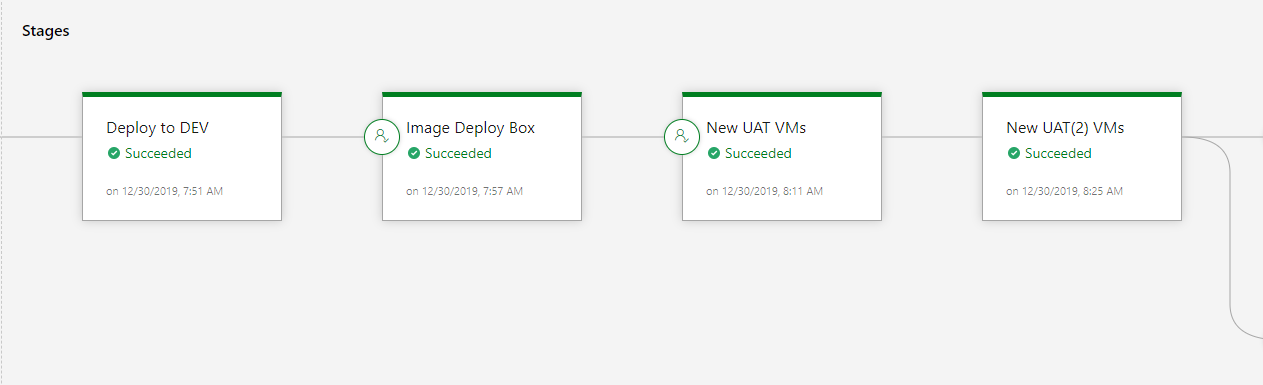 Stages
Deploy to DEV
Succeeded
on 12/30/2019, 7:51 AM
Image Deploy Box
Succeeded
on 12/30/2019, 7:57 AM
New UAT VMs
Succeeded
on 12/30/2019, 8:11 AM
New UAT(2) VMs
Succeeded
on 12/30/2019, 8:25 AM